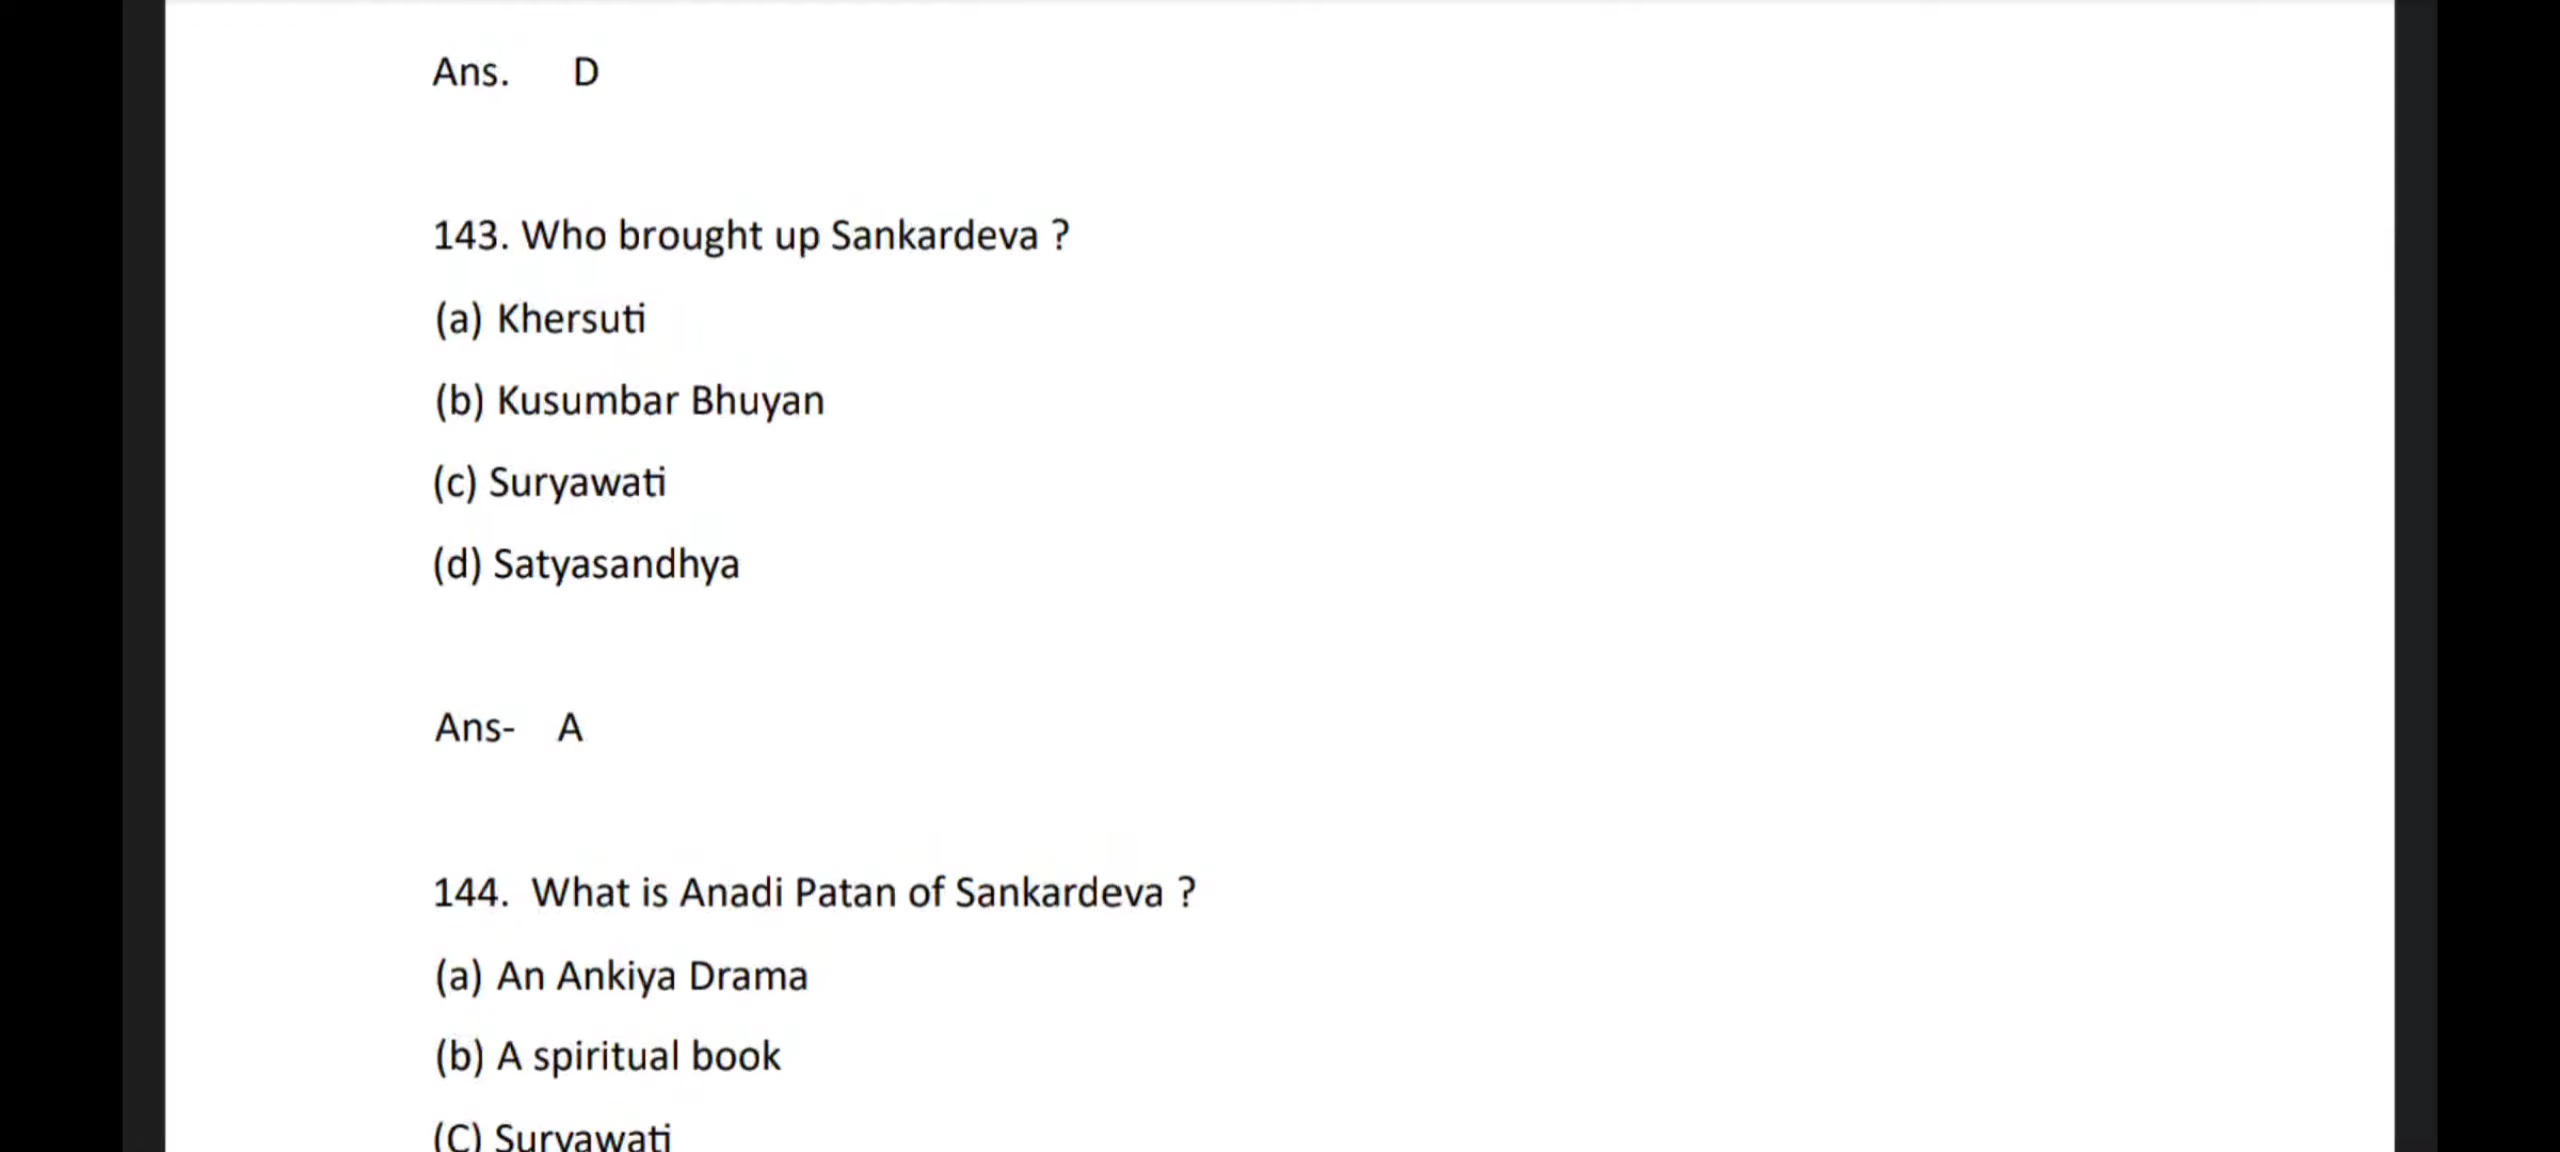 Ans. D
143. Who brought up Sankardeva ?
(a) Khersuti
(b) Kusumbar Bhuyan
(c) Suryawati
(d) Satyasandhya
Ans- A
144. What is Anadi Patan of Sankardeva ?
(a) An Ankiya Drama
(b) A spiritual book
(C) Suryawati